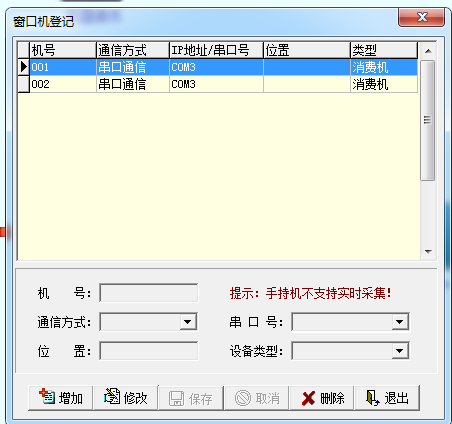 窗口机登记
机号 通信方式 IP地址/串口号 位置 类型
001 串口通信 COM3 消费机
002 串口通信 COM3 消费机
机 号: 提示: 手持机不支持实时采集!
通信方式: 串 口 号:
位 置: 设备类型:
增加 修改 保存 取消 删除 退出